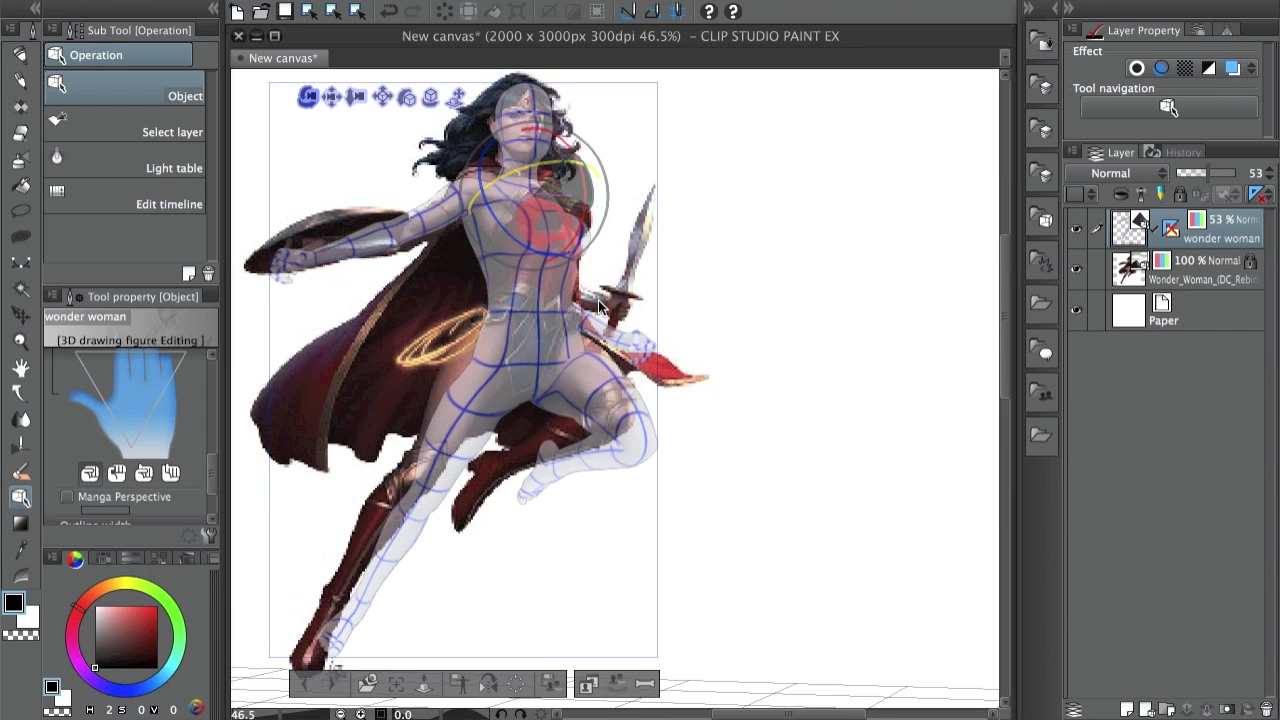 New canvas* (2000 x 3000px 300dpi 46.5%) - CLIP STUDIO PAINT EX
New canvas*
Sub Tool [Operation]
Operation
Object
Select layer
Light table
Edit timeline
Tool property [Object]
wonder woman
[3D drawing figure Editing ]
Manga Perspective
H 2 S 0 V 0
46.5
0.0
Layer Property
Effect
Tool navigation
Layer
History
Normal
53
53 % Norm
wonder woman
100 % Normal
Wonder_Woman_(DC_Rebir
Paper